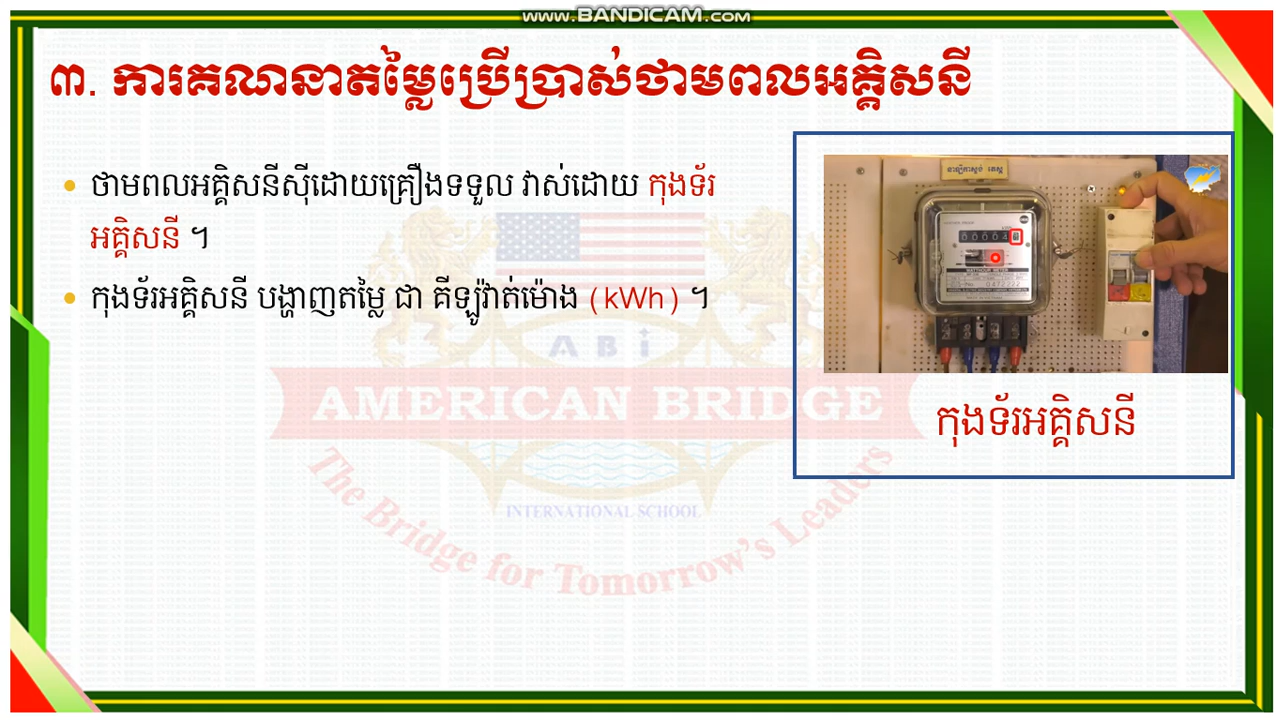 www.BANDICAM.com
៣. ការគណនាតម្លៃប្រើប្រាស់ថាមពលអគ្គិសនី
• ថាមពលអគ្គិសនីស៊ីដោយគ្រឿងទទួល វាស់ដោយ កុងទ័រ
អគ្គិសនី ។
• កុងទ័រអគ្គិសនី បង្ហាញតម្លៃ ជា គីឡូវ៉ាត់ម៉ោង (kWh) ។
WATTHOUR METER
0472222
កុងទ័រអគ្គិសនី
ABi
AMERICAN BRIDGE
INTERNATIONAL SCHOOL
The Bridge for Tomorrow's Leaders